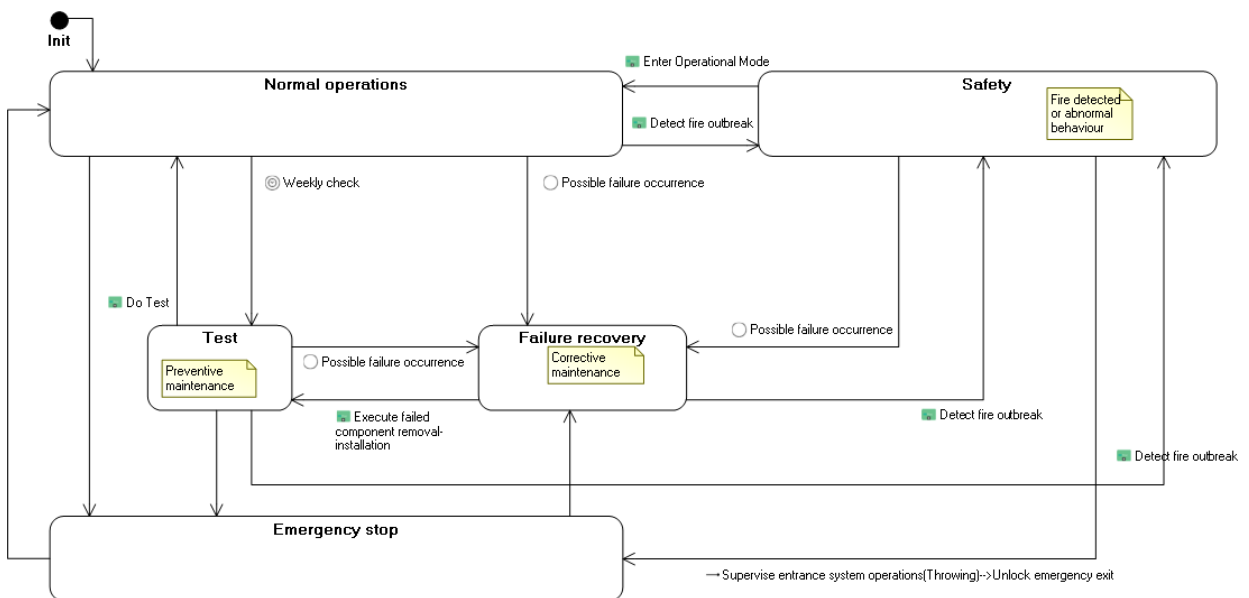 Init
Normal operations
Enter Operational Mode
Safety
Fire detected
or abnormal
behaviour
Detect fire outbreak
Weekly check
Possible failure occurrence
Do Test
Test
Preventive
maintenance
Possible failure occurrence
Failure recovery
Corrective
maintenance
Possible failure occurrence
Execute failed
component removal-
installation
Detect fire outbreak
Detect fire outbreak
Emergency stop
Supervise entrance system operations(Throwing)-->Unlock emergency exit